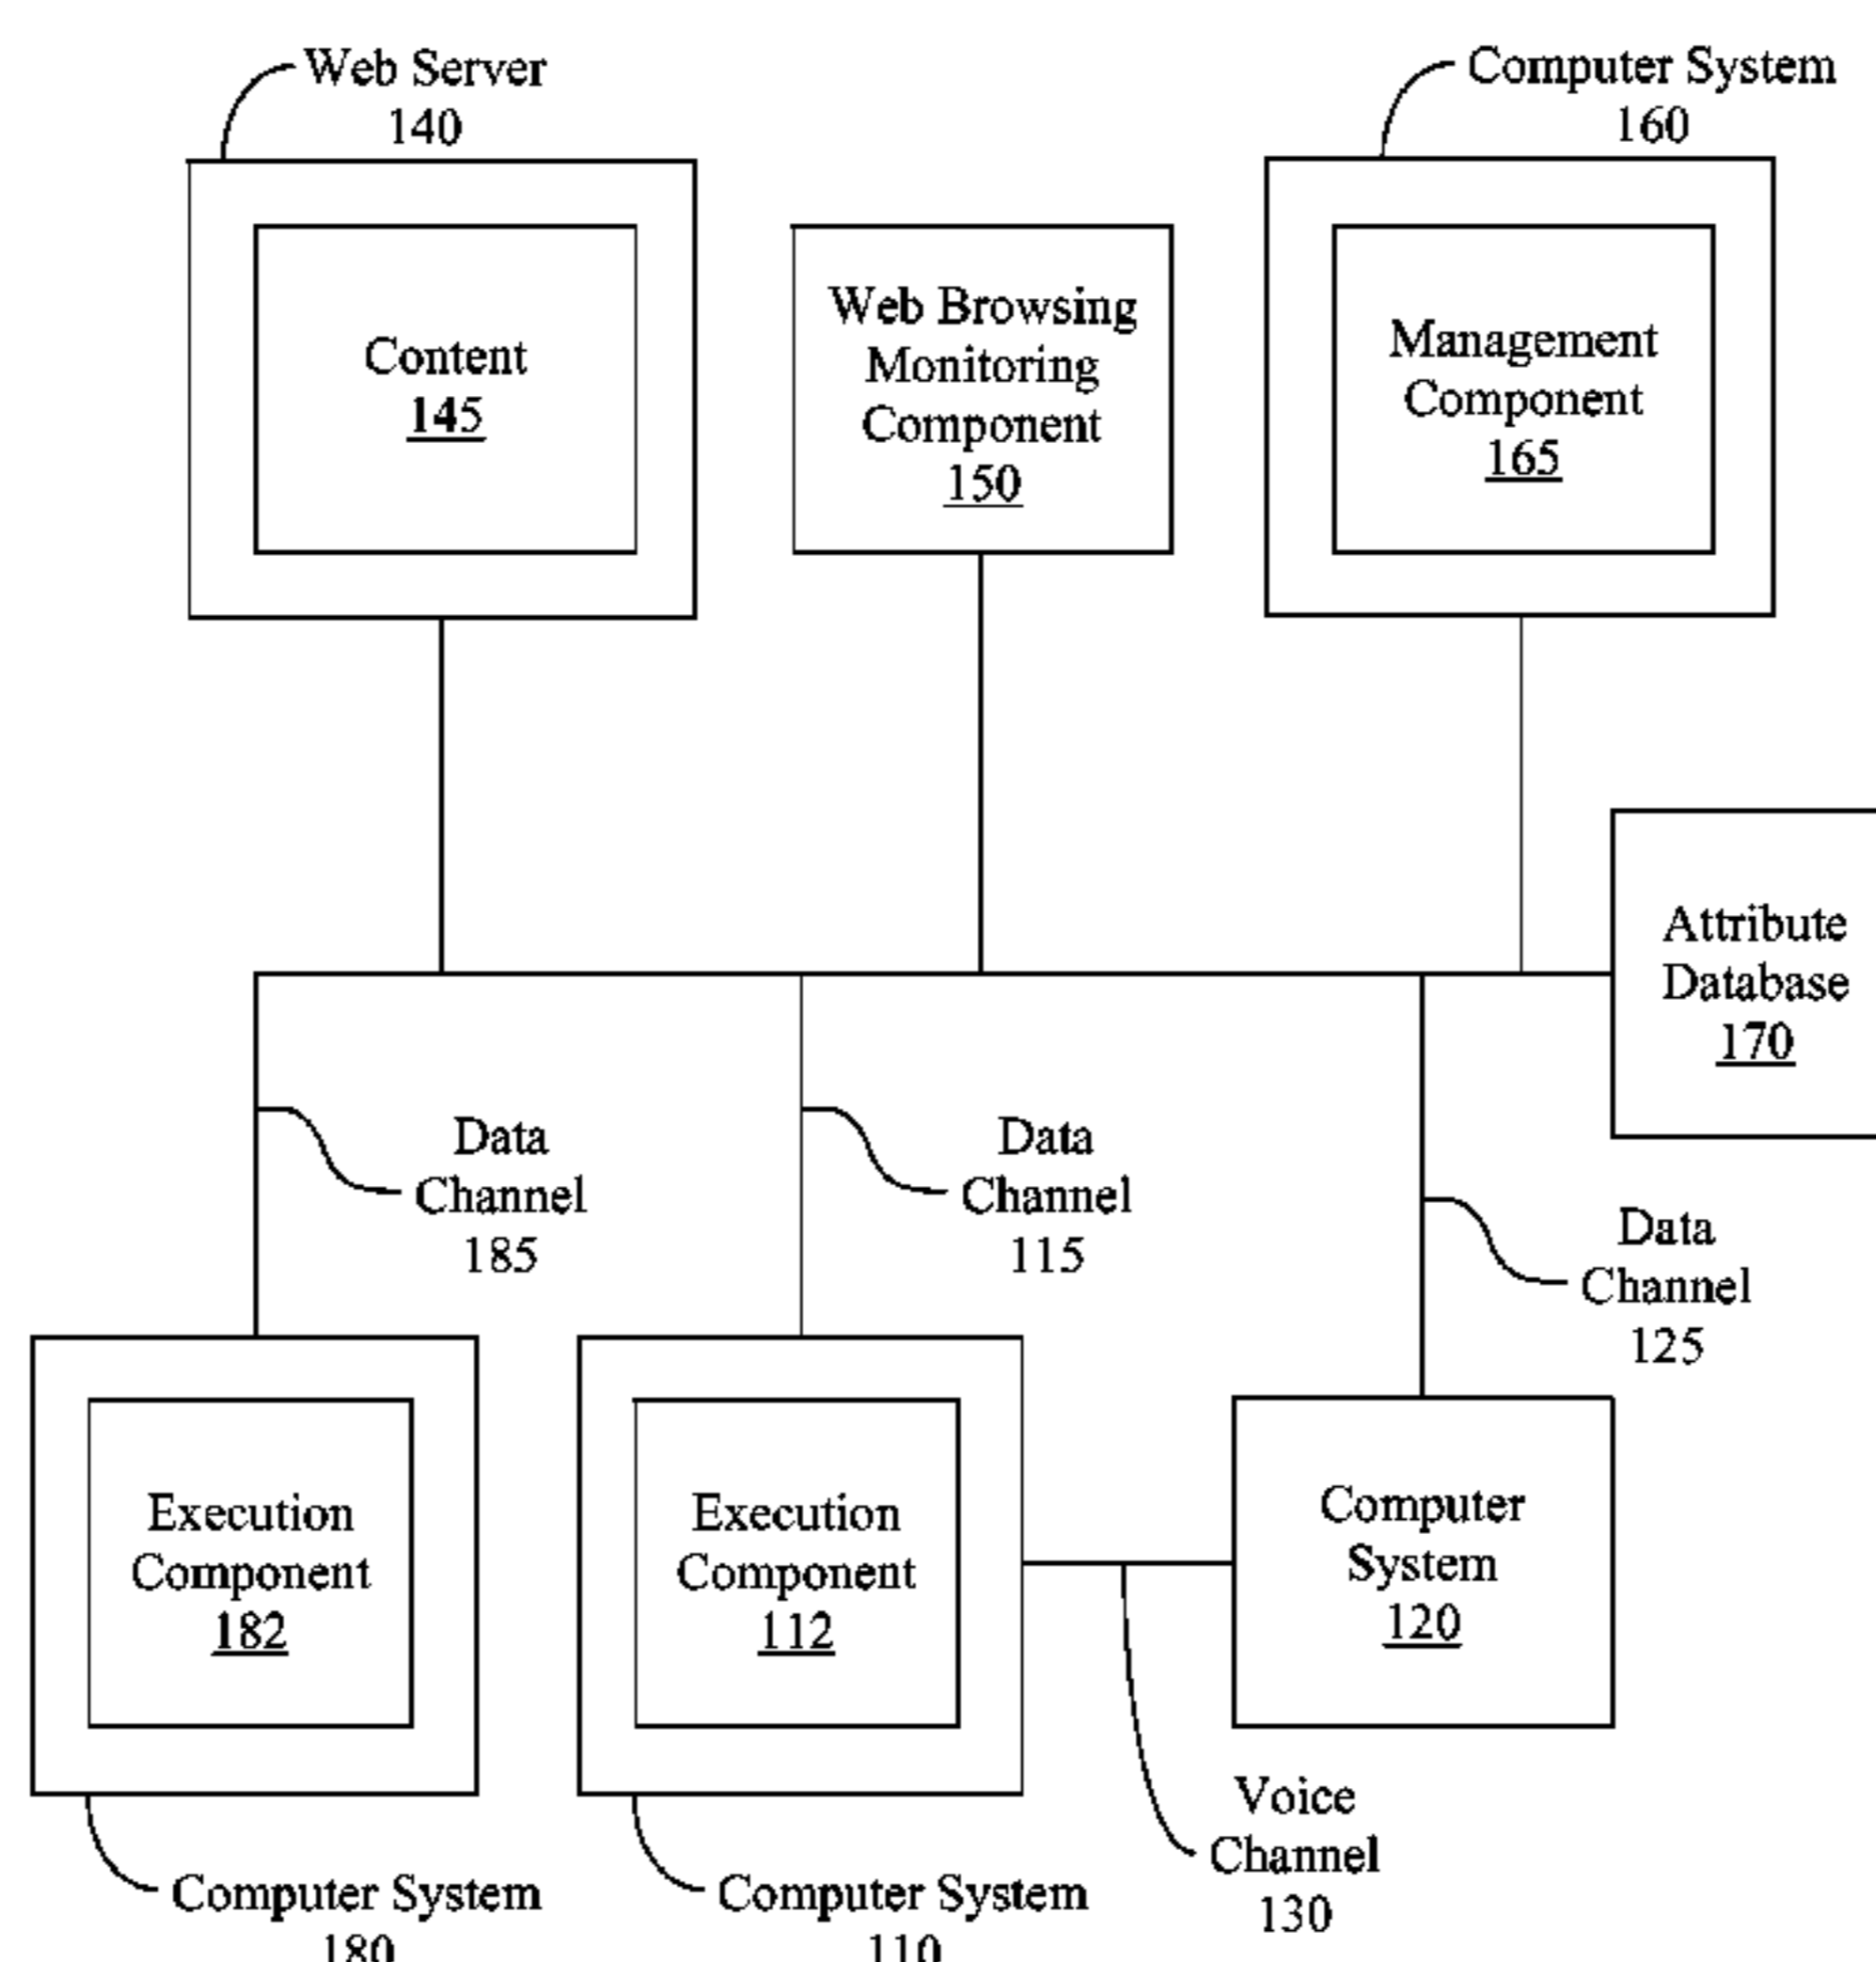 Web Server
140
Computer System
160
Content
145
Web Browsing
Monitoring
Component
150
Management
Component
165
Attribute
Database
170
Data
Channel
185
Data
Channel
115
Data
Channel
125
Execution
Component
182
Execution
Component
112
Computer
System
120
Voice
Channel
130
Computer System
180
Computer System
110